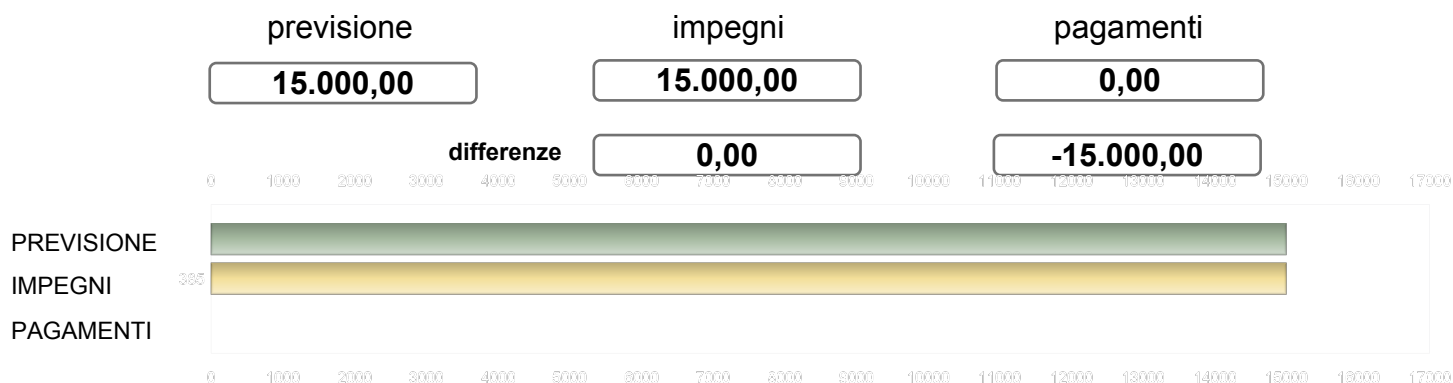 previsione impegni pagamenti
15.000,00 15.000,00 0,00
differenze 0,00 -15.000,00
0 1000 2000 3000 4000 5000 6000 7000 8000 9000 10000 11000 12000 13000 14000 15000 16000 17000
PREVISIONE
385
IMPEGNI
PAGAMENTI
0 1000 2000 3000 4000 5000 6000 7000 8000 9000 10000 11000 12000 13000 14000 15000 16000 17000